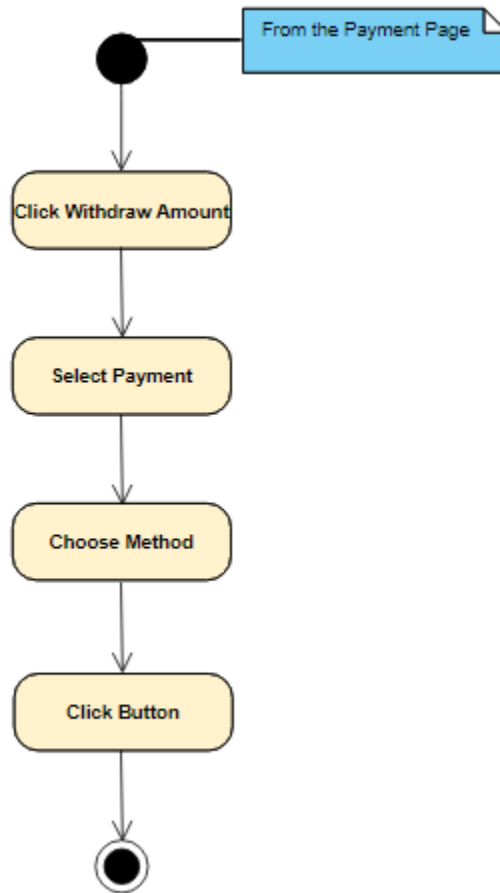 From the Payment Page
Click Withdraw Amount
Select Payment
Choose Method
Click Button